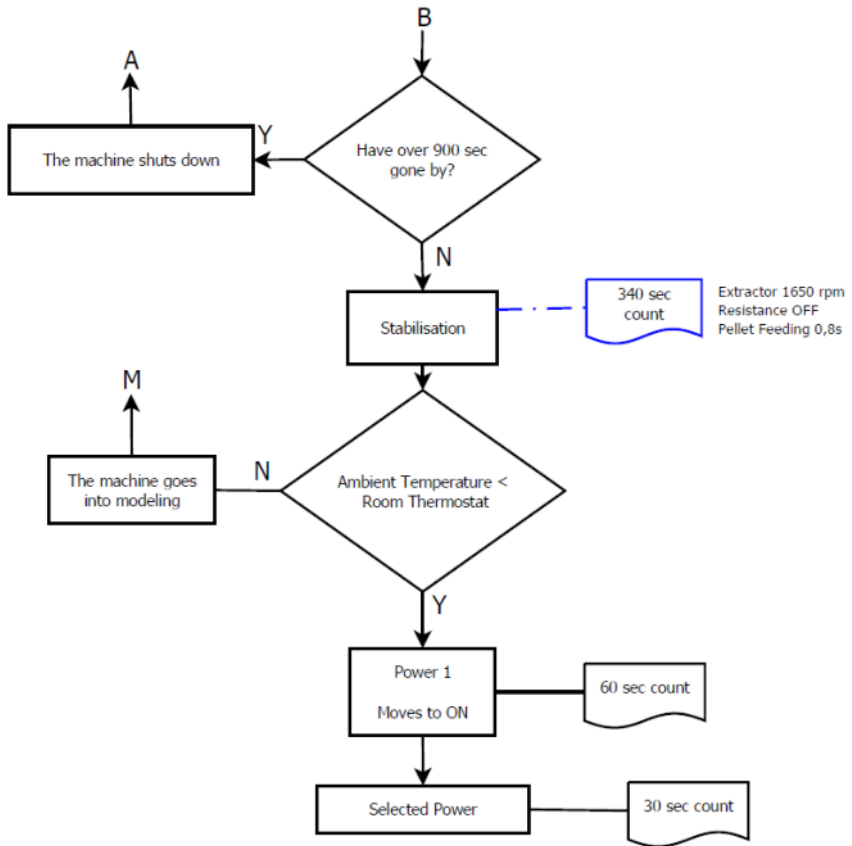 B
A
Y
The machine shuts down
Have over 900 sec
gone by?
N
Stabilisation
340 sec
count
Extractor 1650 rpm
Resistance OFF
Pellet Feeding 0,8s
M
The machine goes
into modeling
N
Ambient Temperature <
Room Thermostat
Y
Power 1
Moves to ON
60 sec count
Selected Power
30 sec count